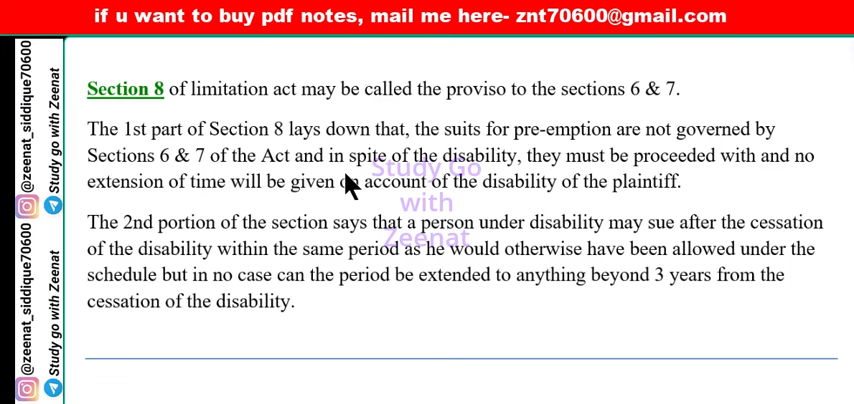 if u want to buy pdf notes, mail me here- znt70600@gmail.com
Section 8 of limitation act may be called the proviso to the sections 6 & 7.
The 1st part of Section 8 lays down that, the suits for pre-emption are not governed by
Sections 6 & 7 of the Act and in spite of the disability, they must be proceeded with and no
extension of time will be given on account of the disability of the plaintiff.
The 2nd portion of the section says that a person under disability may sue after the cessation
of the disability within the same period as he would otherwise have been allowed under the
schedule but in no case can the period be extended to anything beyond 3 years from the
cessation of the disability.
Study Go
with
Zeenat
@zeenat_siddique70600
Study go with Zeenat
@zeenat_siddique70600
Study go with Zeenat